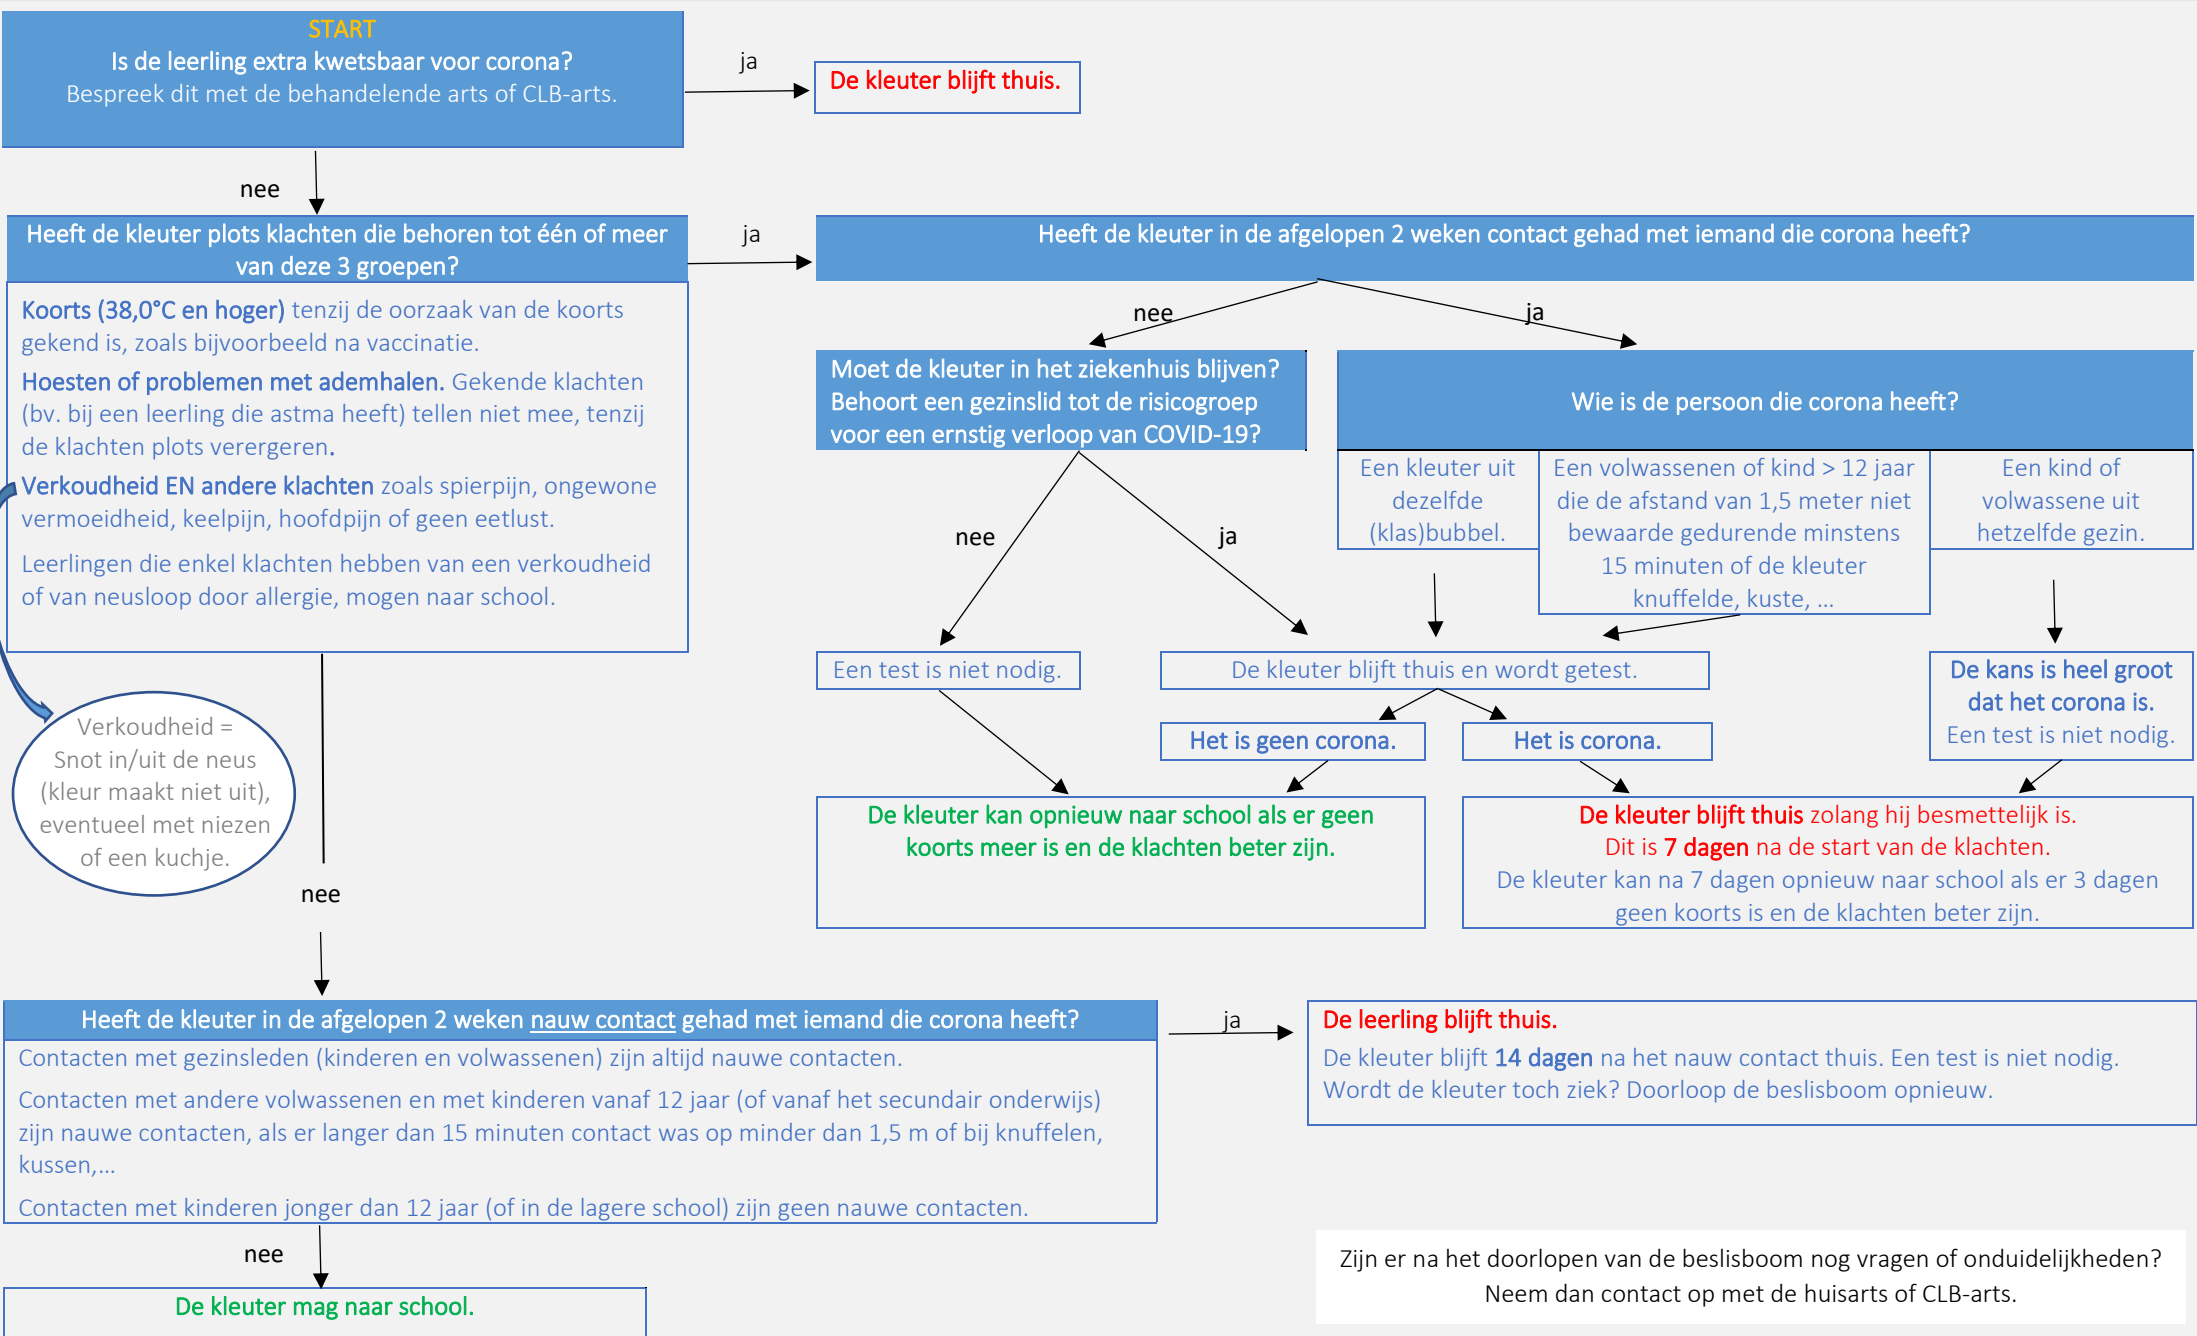 START
Is de leerling extra kwetsbaar voor corona?
Bespreek dit met de behandelende arts of CLB-arts.
ja
De kleuter blijft thuis.
nee
Heeft de kleuter plots klachten die behoren tot één of meer
van deze 3 groepen?
Koorts (38,0°C en hoger) tenzij de oorzaak van de koorts
gekend is, zoals bijvoorbeeld na vaccinatie.
Hoesten of problemen met ademhalen. Gekende klachten
(bv. bij een leerling die astma heeft) tellen niet mee, tenzij
de klachten plots verergeren.
Verkoudheid EN andere klachten zoals spierpijn, ongewone
vermoeidheid, keelpijn, hoofdpijn of geen eetlust.
Leerlingen die enkel klachten hebben van een verkoudheid
of van neusloop door allergie, mogen naar school.
Verkoudheid =
Snot in/uit de neus
(kleur maakt niet uit),
eventueel met niezen
of een kuchje.
ja
Heeft de kleuter in de afgelopen 2 weken contact gehad met iemand die corona heeft?
nee
ja
Moet de kleuter in het ziekenhuis blijven?
Behoort een gezinslid tot de risicogroep
voor een ernstig verloop van COVID-19?
Wie is de persoon die corona heeft?
Een kleuter uit
dezelfde
(klas)bubbel.
Een volwassenen of kind > 12 jaar
die de afstand van 1,5 meter niet
bewaarde gedurende minstens
15 minuten of de kleuter
knuffelde, kuste, …
Een kind of
volwassene uit
hetzelfde gezin.
nee
ja
Een test is niet nodig.
De kleuter blijft thuis en wordt getest.
De kans is heel groot
dat het corona is.
Een test is niet nodig.
Het is geen corona.
Het is corona.
De kleuter kan opnieuw naar school als er geen
koorts meer is en de klachten beter zijn.
De kleuter blijft thuis zolang hij besmettelijk is.
Dit is 7 dagen na de start van de klachten.
De kleuter kan na 7 dagen opnieuw naar school als er 3 dagen
geen koorts is en de klachten beter zijn.
nee
Heeft de kleuter in de afgelopen 2 weken nauw contact gehad met iemand die corona heeft?
Contacten met gezinsleden (kinderen en volwassenen) zijn altijd nauwe contacten.
Contacten met andere volwassenen en met kinderen vanaf 12 jaar (of vanaf het secundair onderwijs)
zijn nauwe contacten, als er langer dan 15 minuten contact was op minder dan 1,5 m of bij knuffelen,
kussen,…
Contacten met kinderen jonger dan 12 jaar (of in de lagere school) zijn geen nauwe contacten.
ja
De leerling blijft thuis.
De kleuter blijft 14 dagen na het nauw contact thuis. Een test is niet nodig.
Wordt de kleuter toch ziek? Doorloop de beslisboom opnieuw.
nee
De kleuter mag naar school.
Zijn er na het doorlopen van de beslisboom nog vragen of onduidelijkheden?
Neem dan contact op met de huisarts of CLB-arts.